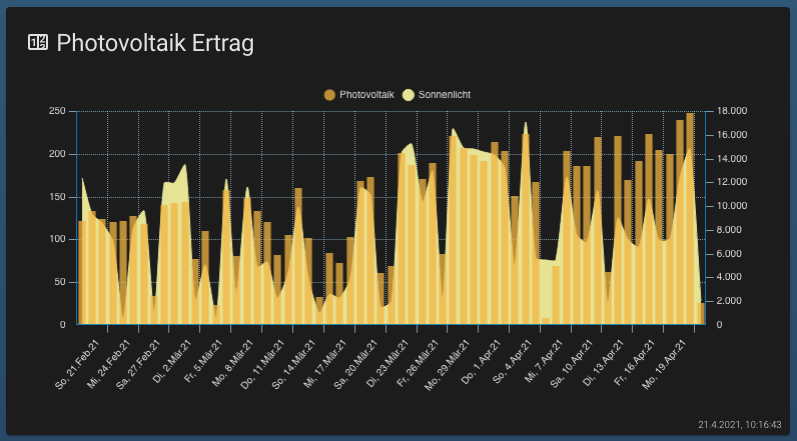 Photovoltaik Ertrag
Photovoltaik Sonnenlicht
250
200
150
100
50
0
18.000
16.000
14.000
12.000
10.000
8.000
6.000
4.000
2.000
0
So, 21.Feb.21
Mi, 24.Feb.21
Sa, 27.Feb.21
Di, 2.Mär.21
Fr, 5.Mär.21
Mo, 8.Mär.21
Do, 11.Mär.21
So, 14.Mär.21
Mi, 17.Mär.21
Sa, 20.Mär.21
Di, 23.Mär.21
Fr, 26.Mär.21
Mo, 29.Mär.21
Do, 1.Apr.21
So, 4.Apr.21
Mi, 7.Apr.21
Sa, 10.Apr.21
Di, 13.Apr.21
Fr, 16.Apr.21
Mo, 19.Apr.21
21.4.2021, 10:16:43